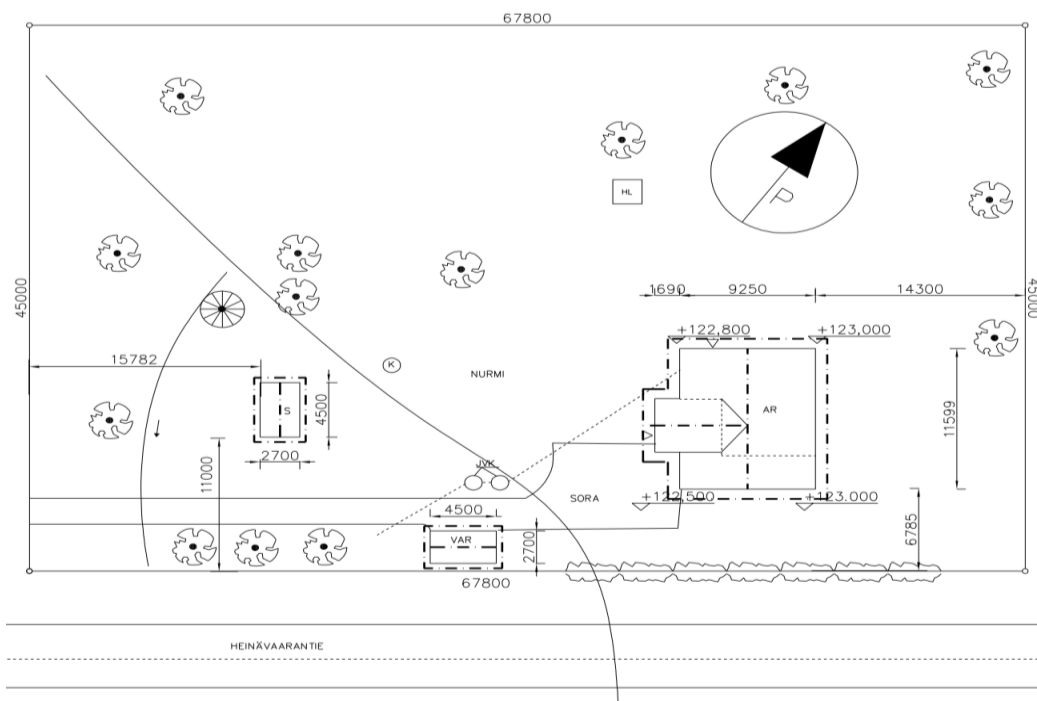 67800
HL
P
45000
45000
1690 9250 14300
+122,800 +123,000
15782
K
NURMI
S
4500
AR
11599
2700
11000
JVK
SORA
+122,500 +123.000
4500
VAR
2700
6785
67800
HEINÄVAARANTIE